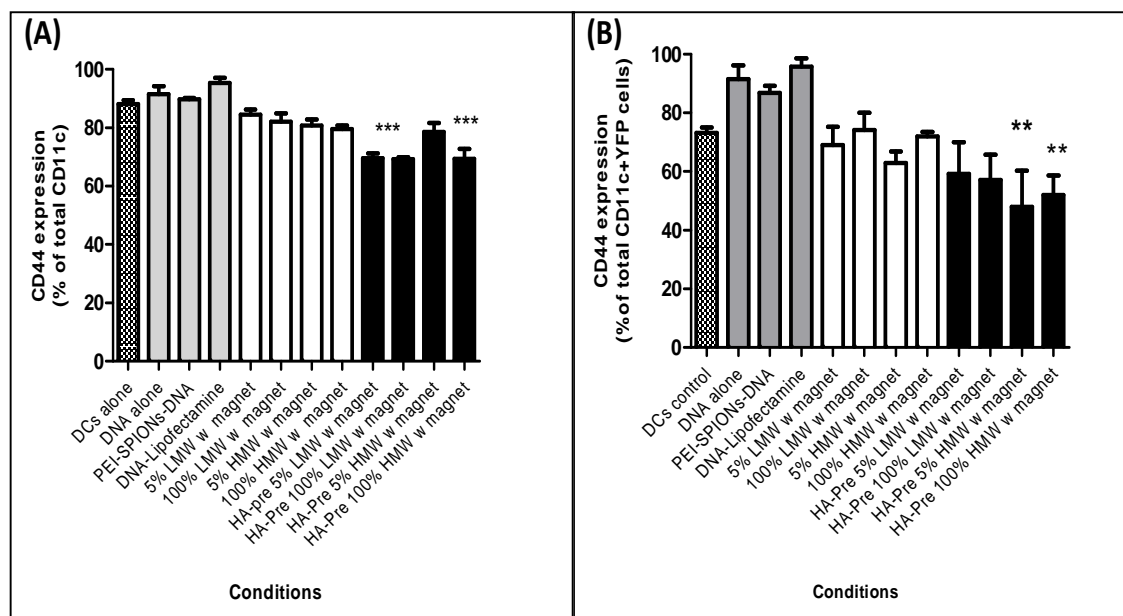 (A)
CD44 expression
(% of total CD11c)
100
80
60
40
20
0
***
***
DCs alone
DNA alone
PEI-SPIONs-DNA
DNA-Lipofectamine
5% LMW w magnet
100% LMW w magnet
5% HMW w magnet
100% HMW w magnet
HA-pre 5% LMW w magnet
HA-Pre 100% LMW w magnet
HA-Pre 5% HMW w magnet
HA-Pre 100% HMW w magnet
Conditions
(B)
CD44 expression
(%of total CD11c+YFP cells)
100
80
60
40
20
0
**
**
DCs control
DNA alone
PEI-SPIONs-DNA
DNA-Lipofectamine
5% LMW w magnet
100% LMW w magnet
5% HMW w magnet
100% HMW w magnet
HA-Pre 5% LMW w magnet
HA-Pre 100% LMW w magnet
HA-Pre 5% HMW w magnet
HA-Pre 100% HMW w magnet
Conditions